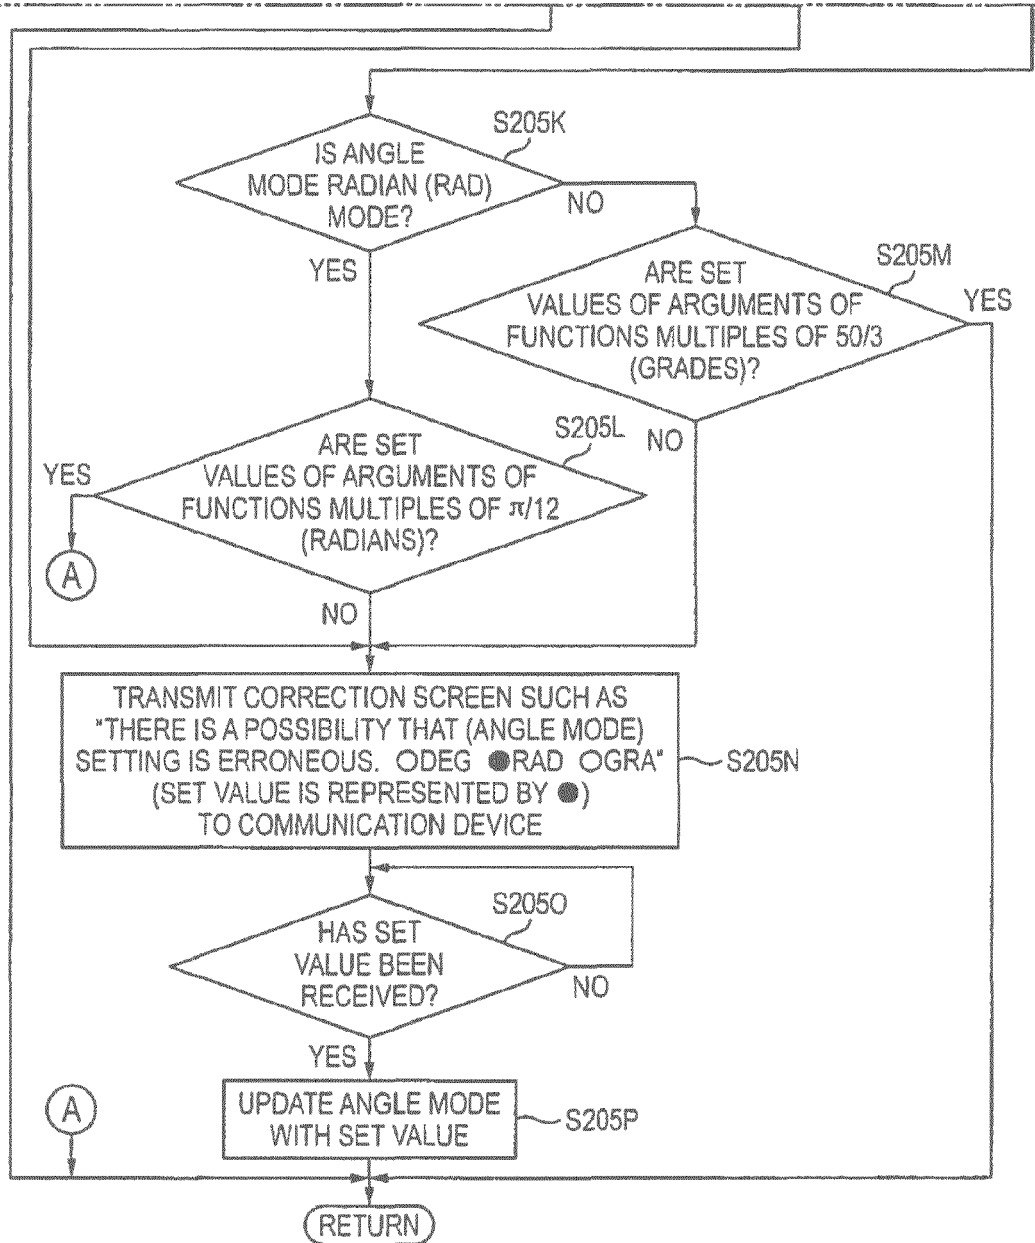 S205K
IS ANGLE
MODE RADIAN (RAD)
MODE?
NO
YES
S205M
ARE SET
VALUES OF ARGUMENTS OF
FUNCTIONS MULTIPLES OF 50/3
(GRADES)?
YES
NO
S205L
ARE SET
VALUES OF ARGUMENTS OF
FUNCTIONS MULTIPLES OF π/12
(RADIANS)?
YES
A
NO
TRANSMIT CORRECTION SCREEN SUCH AS
"THERE IS A POSSIBILITY THAT (ANGLE MODE)
SETTING IS ERRONEOUS. ○DEG ●RAD ○GRA"
(SET VALUE IS REPRESENTED BY ●)
TO COMMUNICATION DEVICE
S205N
S205O
HAS SET
VALUE BEEN
RECEIVED?
NO
YES
A
UPDATE ANGLE MODE
WITH SET VALUE
S205P
RETURN